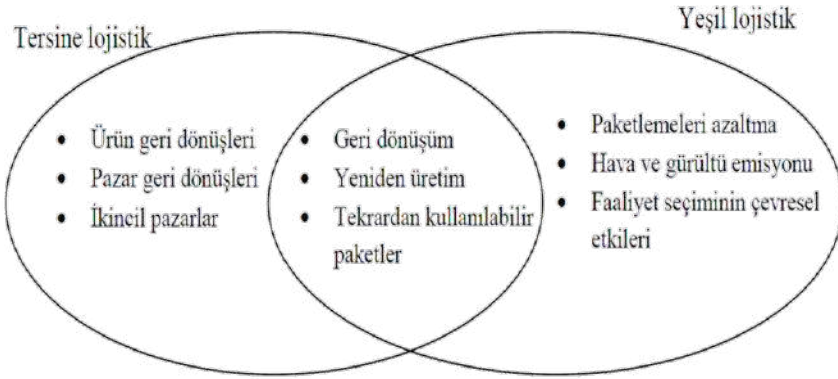 Tersine lojistik
Yeşil lojistik
• Ürün geri dönüşleri
• Pazar geri dönüşleri
• İkincil pazarlar
• Geri dönüşüm
• Yeniden üretim
• Tekrardan kullanılabilir
paketler
• Paketlemeleri azaltma
• Hava ve gürültü emisyonu
• Faaliyet seçiminin çevresel
etkileri